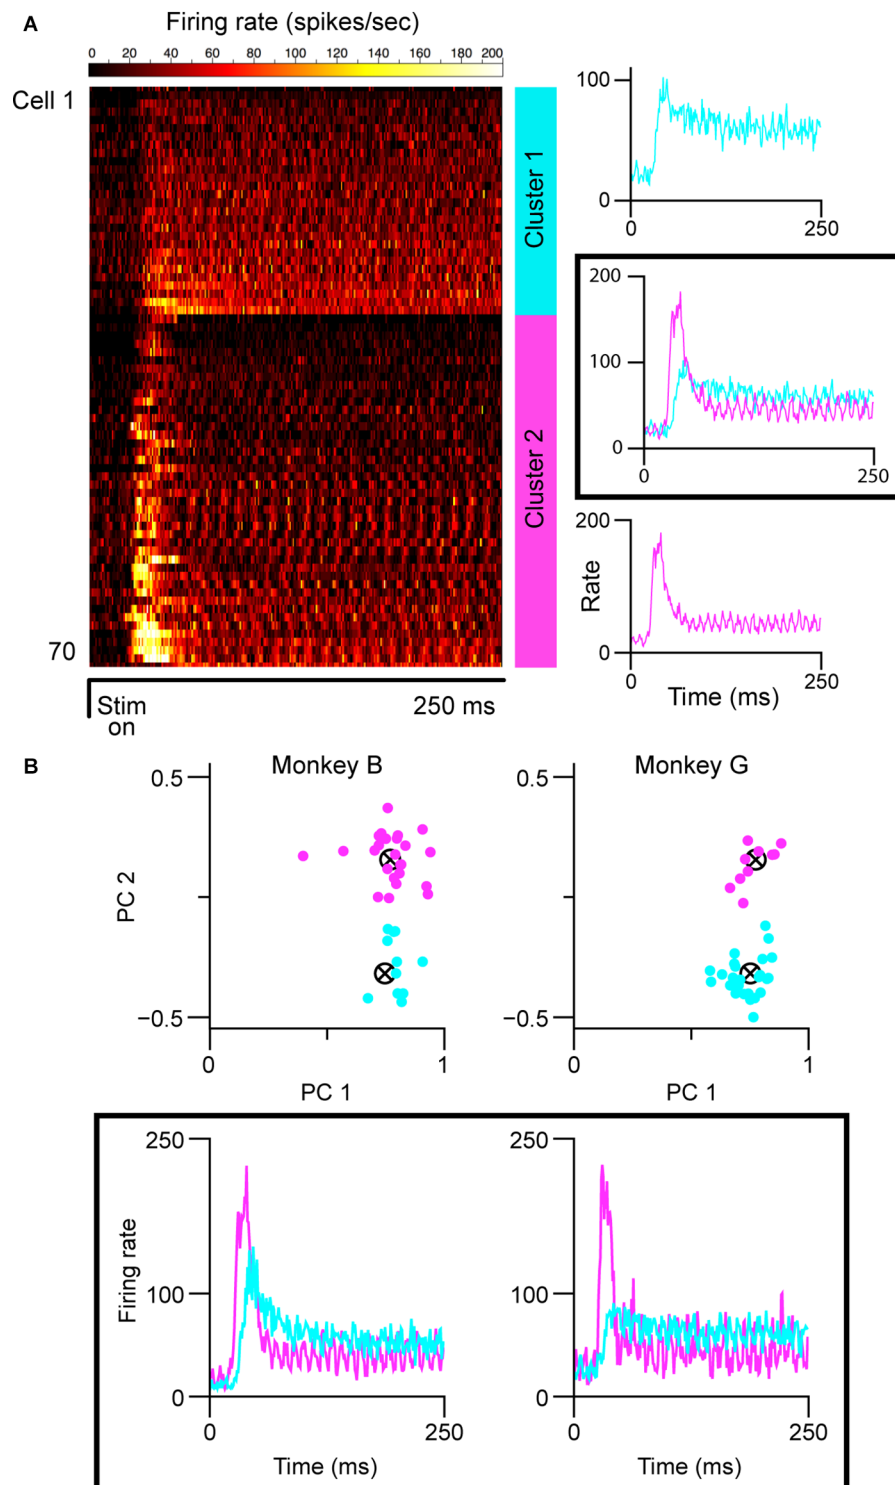 A
Firing rate (spikes/sec)
0 20 40 60 80 100 120 140 160 180 200
Cell 1
70
Cluster 1
Cluster 2
Stim on
250 ms
100
0
0 250
200
100
0
0 250
200
Rate
0
0 250
Time (ms)
B
Monkey B
0.5
PC 2
−0.5
0 1
PC 1
Monkey G
0.5
−0.5
0 1
PC 1
250
Firing rate
100
0
0 250
Time (ms)
250
100
0
0 250
Time (ms)